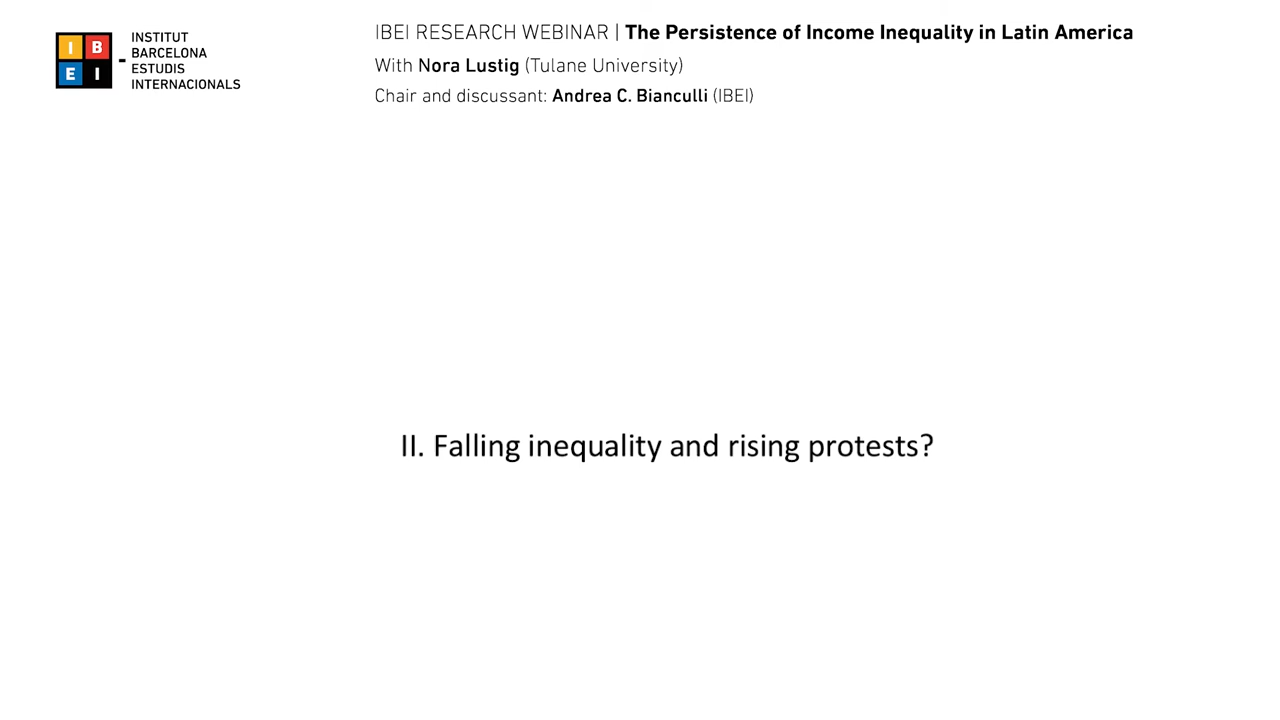 I B
E I
INSTITUT
BARCELONA
ESTUDIS
INTERNACIONALS
IBEI RESEARCH WEBINAR | The Persistence of Income Inequality in Latin America
With Nora Lustig (Tulane University)
Chair and discussant: Andrea C. Bianculli (IBEI)
II. Falling inequality and rising protests?